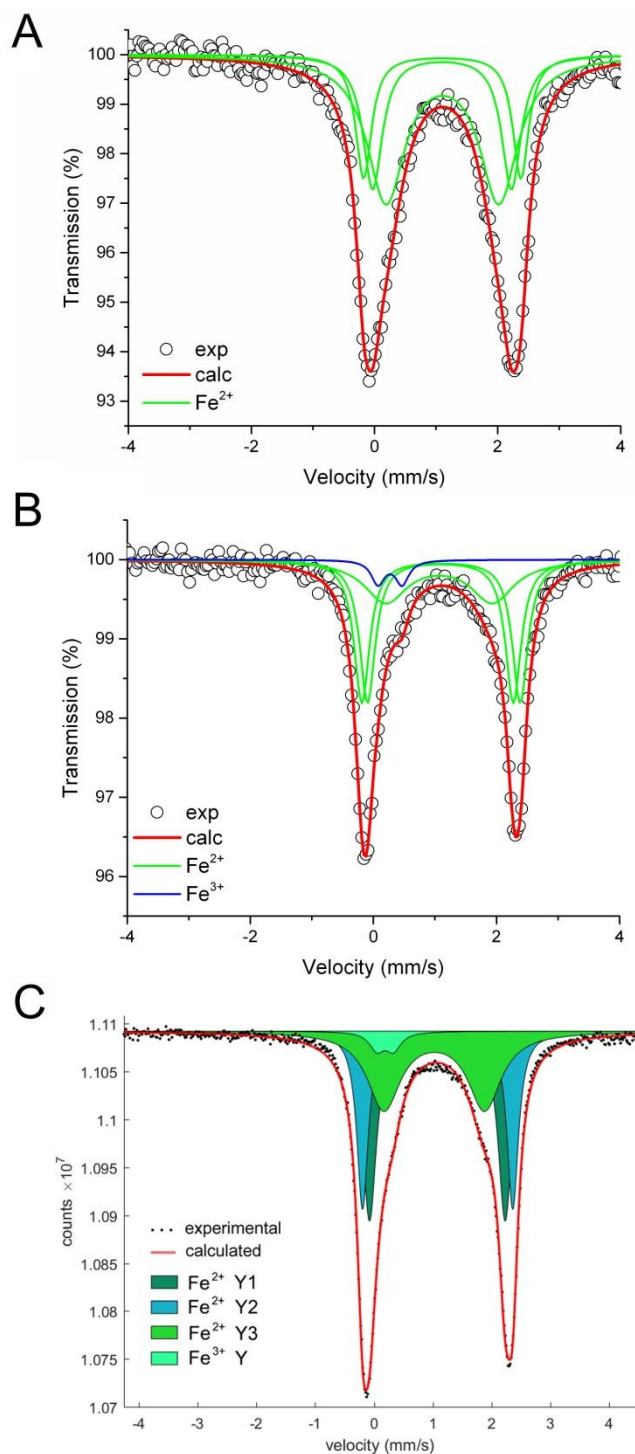 A
100
99
98
97
96
95
94
93
Transmission (%)
exp
calc
Fe²⁺
-4
-2
0
2
4
Velocity (mm/s)
B
100
99
98
97
96
Transmission (%)
exp
calc
Fe²⁺
Fe³⁺
-4
-2
0
2
4
Velocity (mm/s)
C
1.11
1.105
1.1
1.095
1.09
1.085
1.08
1.075
1.07
counts ×10⁷
experimental
calculated
Fe²⁺ Y1
Fe²⁺ Y2
Fe²⁺ Y3
Fe³⁺ Y
-4
-3
-2
-1
0
1
2
3
4
velocity (mm/s)